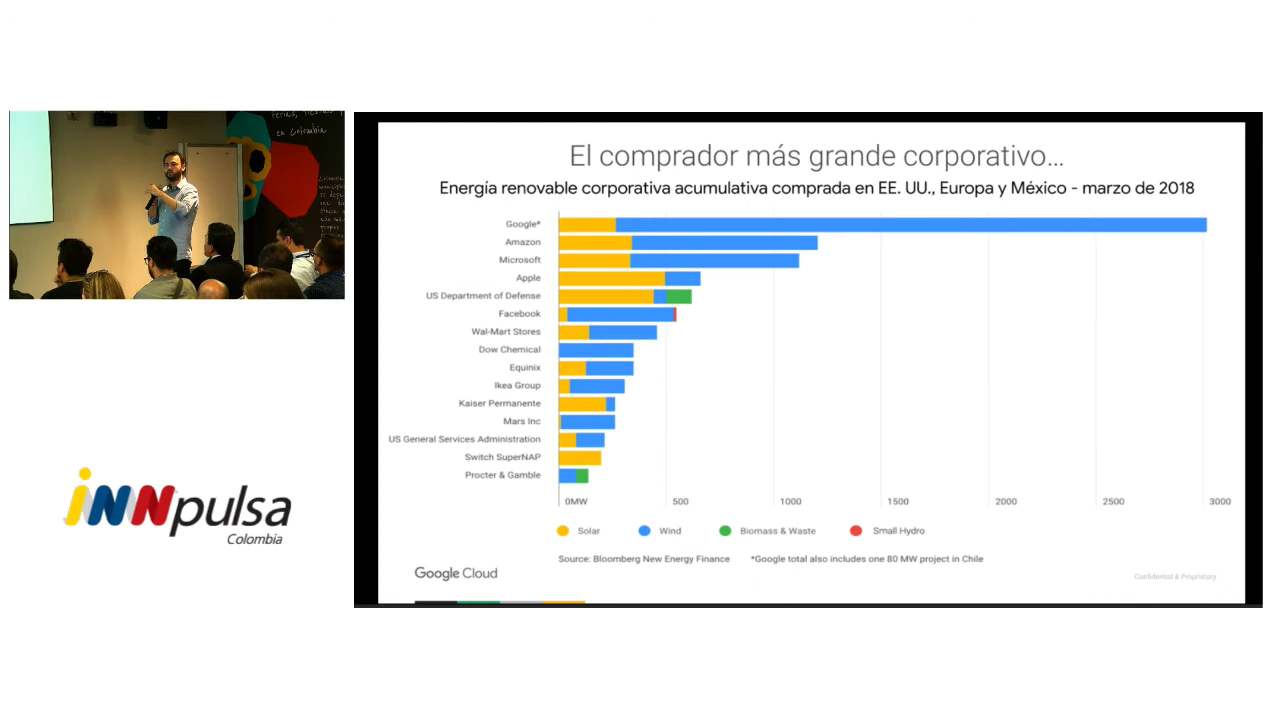 en Colombia
iNNpulsa
Colombia
El comprador más grande corporativo...
Energía renovable corporativa acumulativa comprada en EE. UU., Europa y México - marzo de 2018
Google*
Amazon
Microsoft
Apple
US Department of Defense
Facebook
Wal-Mart Stores
Dow Chemical
Equinix
Ikea Group
Kaiser Permanente
Mars Inc
US General Services Administration
Switch SuperNAP
Procter & Gamble
0MW 500 1000 1500 2000 2500 3000
Solar Wind Biomass & Waste Small Hydro
Source: Bloomberg New Energy Finance *Google total also includes one 80 MW project in Chile
Google Cloud
Confidential & Proprietary